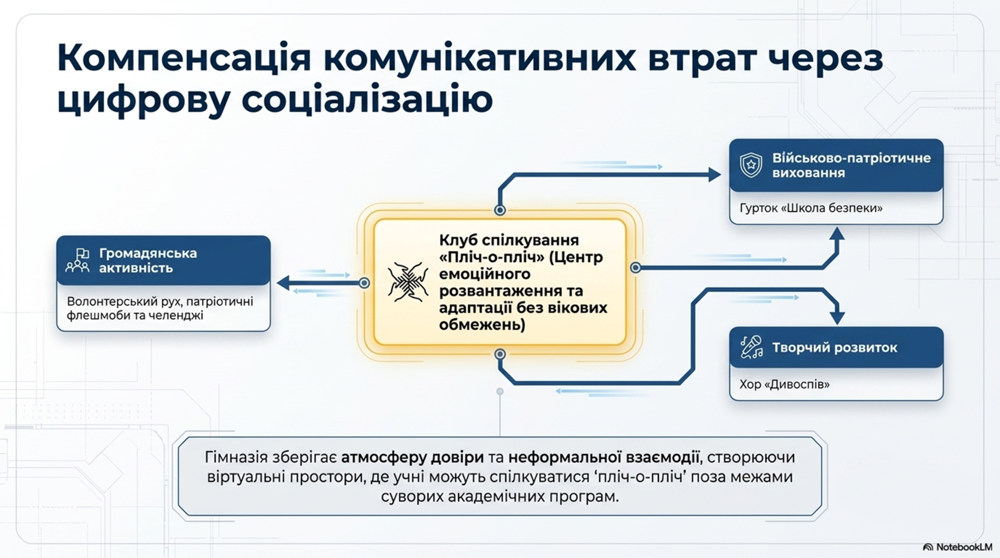 Компенсація комунікативних втрат через
цифрову соціалізацію
Військово-патріотичне
виховання
Гурток «Школа безпеки»
Громадянська
активність
Волонтерський рух, патріотичні
флешмоби та челенджі
Клуб спілкування
«Пліч-о-пліч» (Центр
емоційного
розвантаження та
адаптації без вікових
обмежень)
Творчий розвиток
Хор «Дивоспів»
Гімназія зберігає атмосферу довіри та неформальної взаємодії, створюючи
віртуальні простори, де учні можуть спілкуватися ‘пліч-о-пліч’ поза межами
суворих академічних програм.
NotebookLM